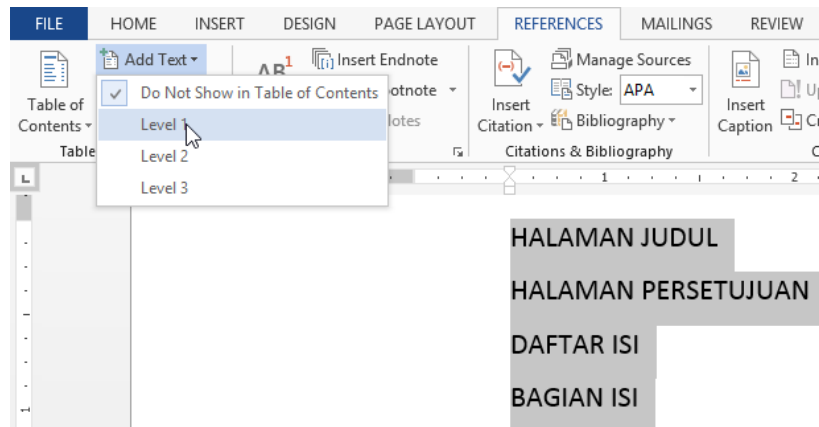 FILE HOME INSERT DESIGN PAGE LAYOUT REFERENCES MAILINGS REVIEW
Add Text
AB1
Insert Endnote
Manage Sources
Do Not Show in Table of Contents
Style: APA
Table of
Contents
Level 1
Insert
Citation
Bibliography
Insert
Caption
Level 2
Table
Citations & Bibliography
Level 3
1 2
HALAMAN JUDUL
HALAMAN PERSETUJUAN
DAFTAR ISI
BAGIAN ISI